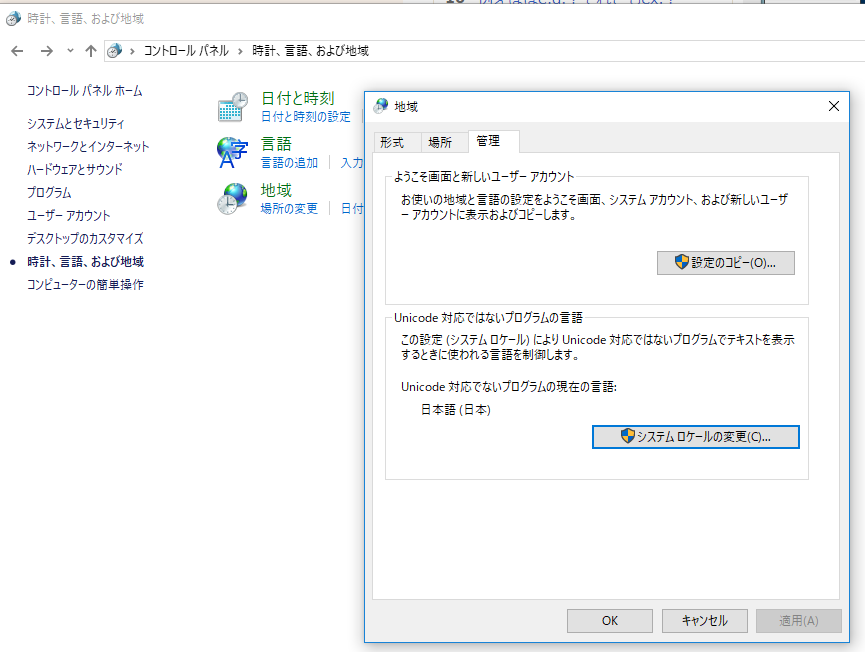 時計、言語、および地域
コントロール パネル
時計、言語、および地域
コントロール パネル ホーム
システムとセキュリティ
ネットワークとインターネット
ハードウェアとサウンド
プログラム
ユーザー アカウント
デスクトップのカスタマイズ
時計、言語、および地域
コンピューターの簡単操作
日付と時刻
日付と時刻の設定
言語
言語の追加
入力
地域
場所の変更
日付
地域
形式
場所
管理
ようこそ画面と新しいユーザー アカウント
お使いの地域と言語の設定をようこそ画面、システム アカウント、および新しいユーザ
ー アカウントに表示およびコピーします。
設定のコピー(O)...
Unicode 対応ではないプログラムの言語
この設定 (システム ロケール) により Unicode 対応ではないプログラムでテキストを表示
するときに使われる言語を制御します。
Unicode 対応でないプログラムの現在の言語:
日本語 (日本)
システム ロケールの変更(C)...
OK
キャンセル
適用(A)